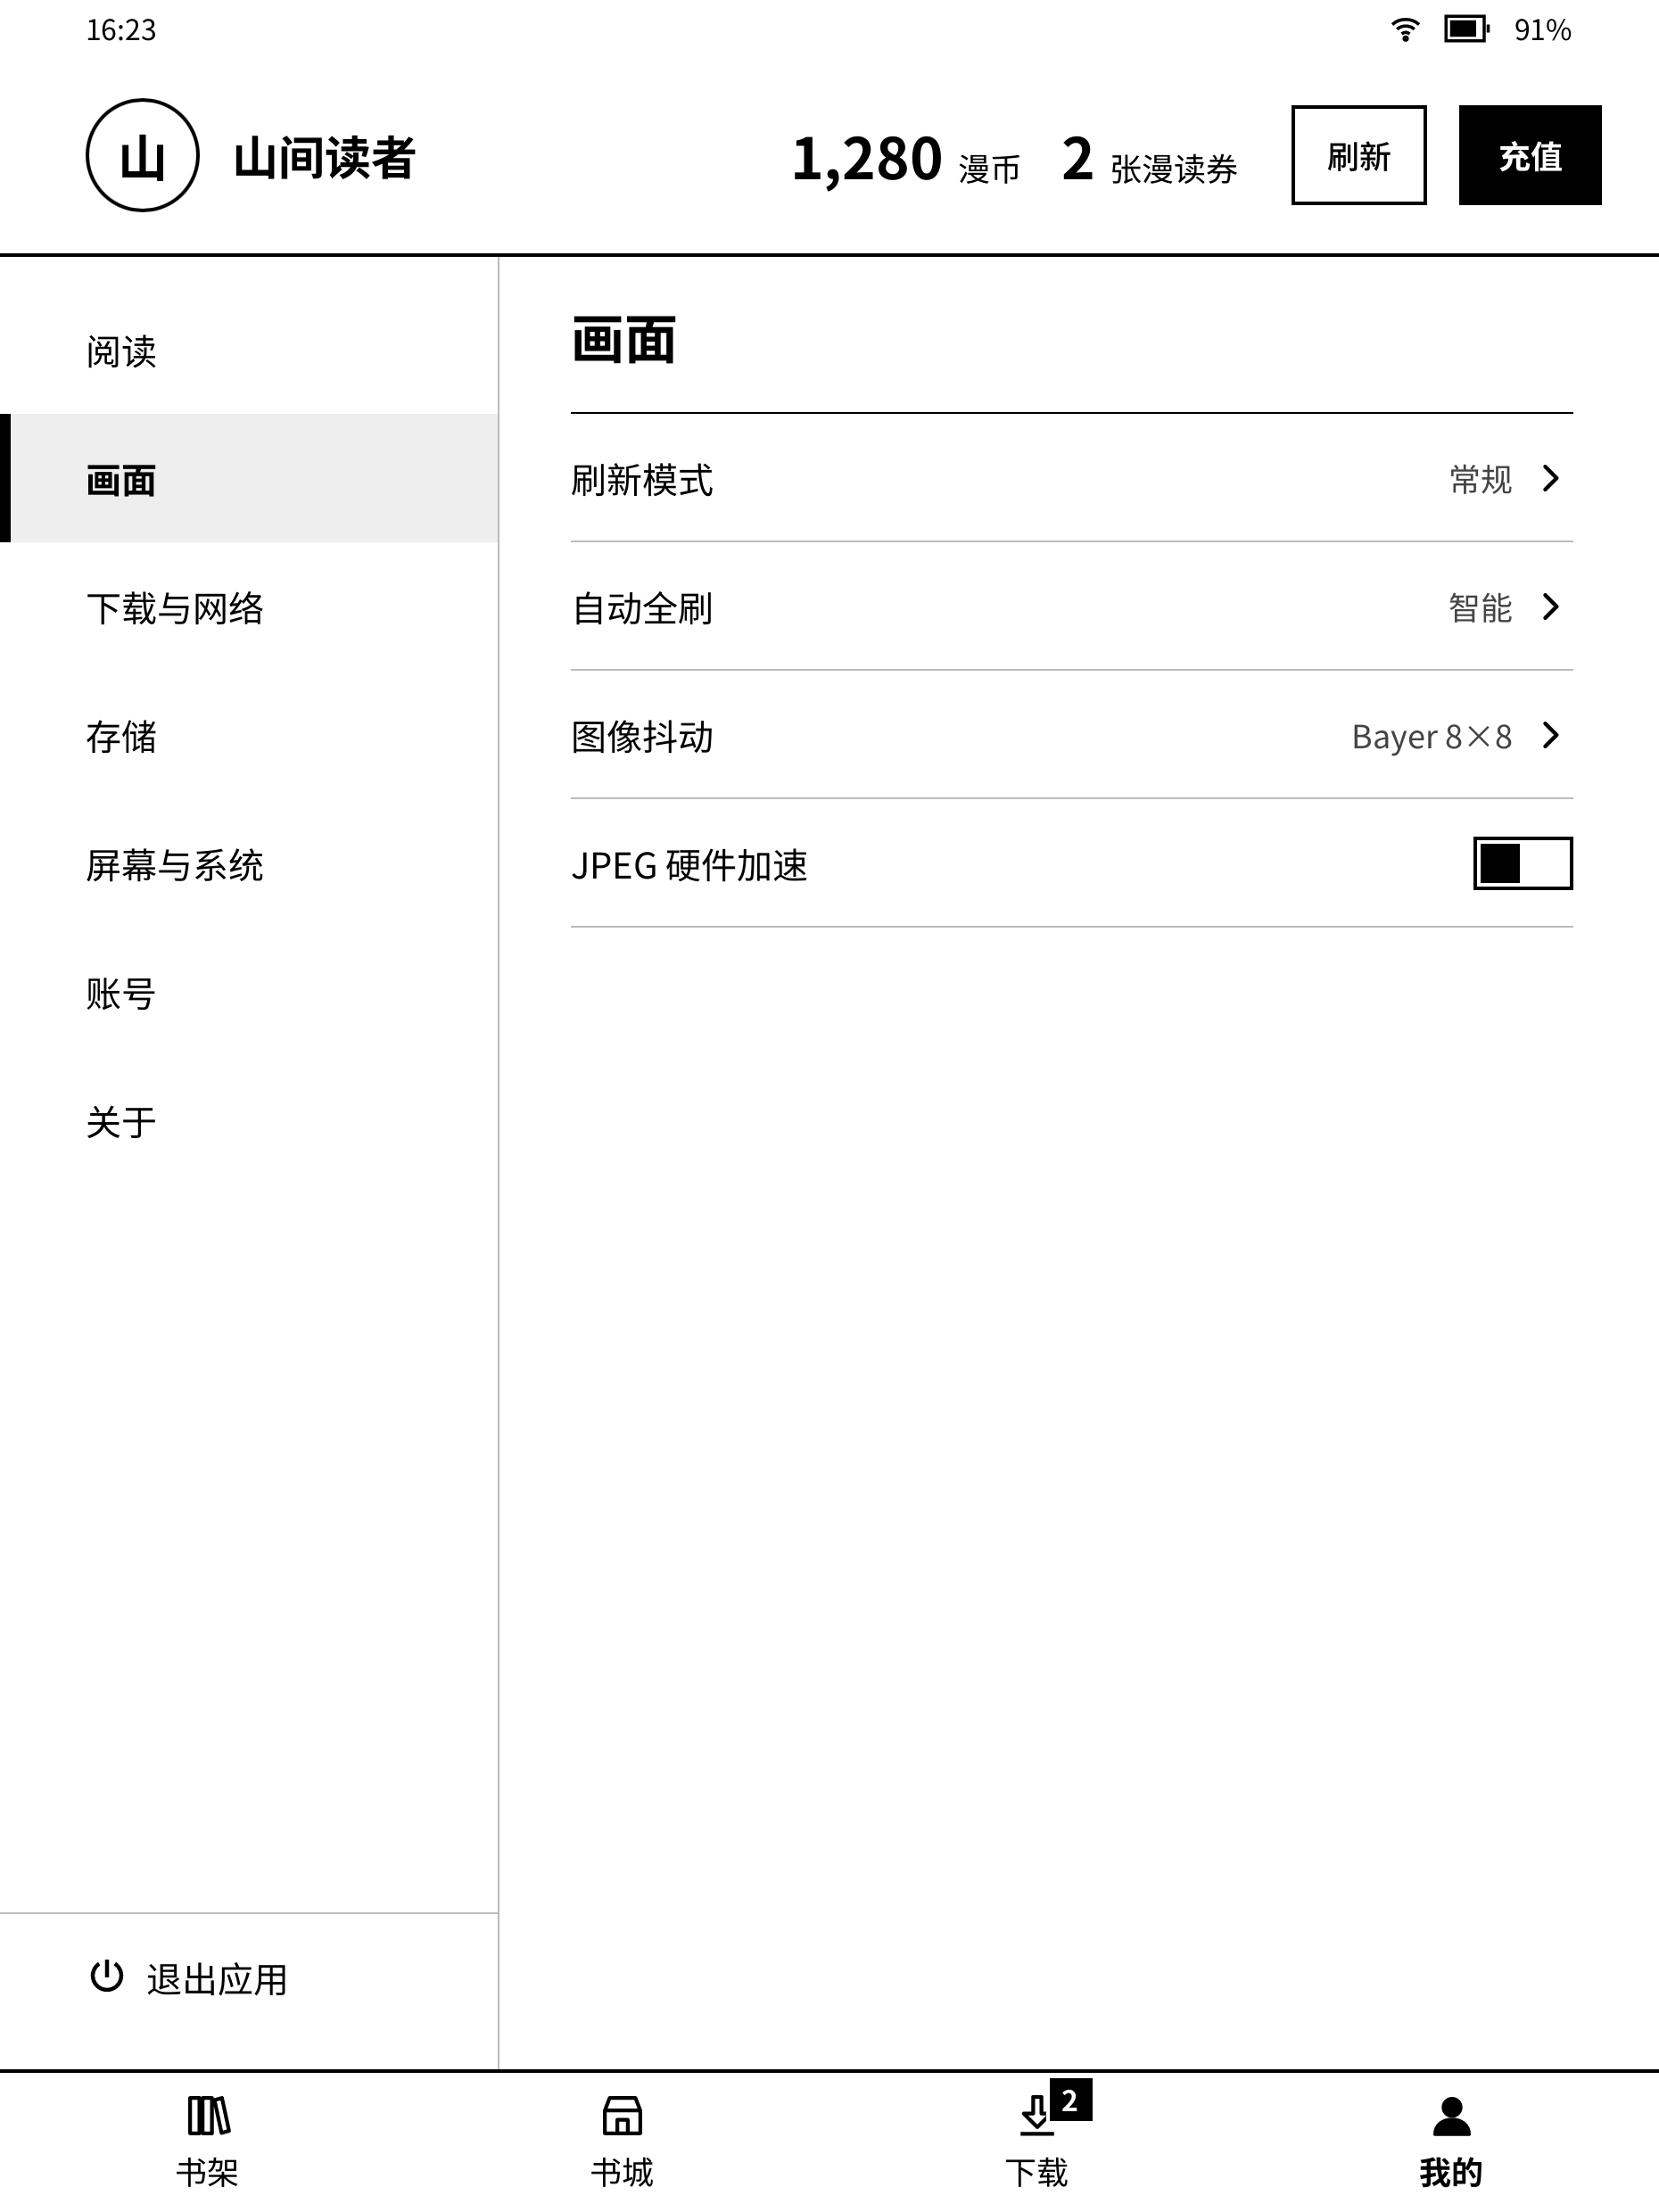 16:23
91%
山 山间读者
1,280 漫币 2 张漫读券
刷新
充值
阅读
画面
下载与网络
存储
屏幕与系统
账号
关于
退出应用
画面
刷新模式 常规
自动全刷 智能
图像抖动 Bayer 8×8
JPEG 硬件加速
书架
书城
2
下载
我的